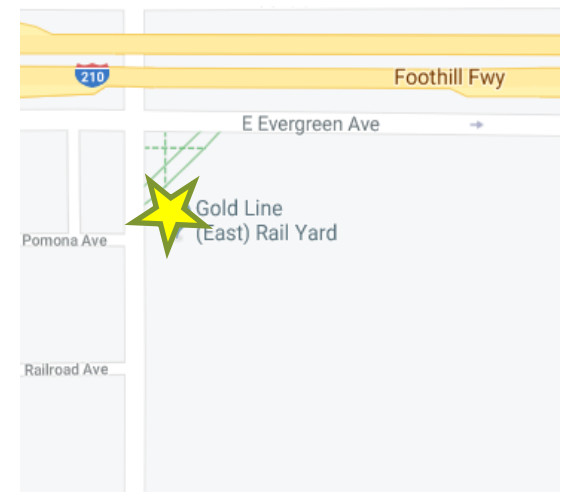 210
Foothill Fwy
E Evergreen Ave
Gold Line
(East) Rail Yard
Pomona Ave
Railroad Ave